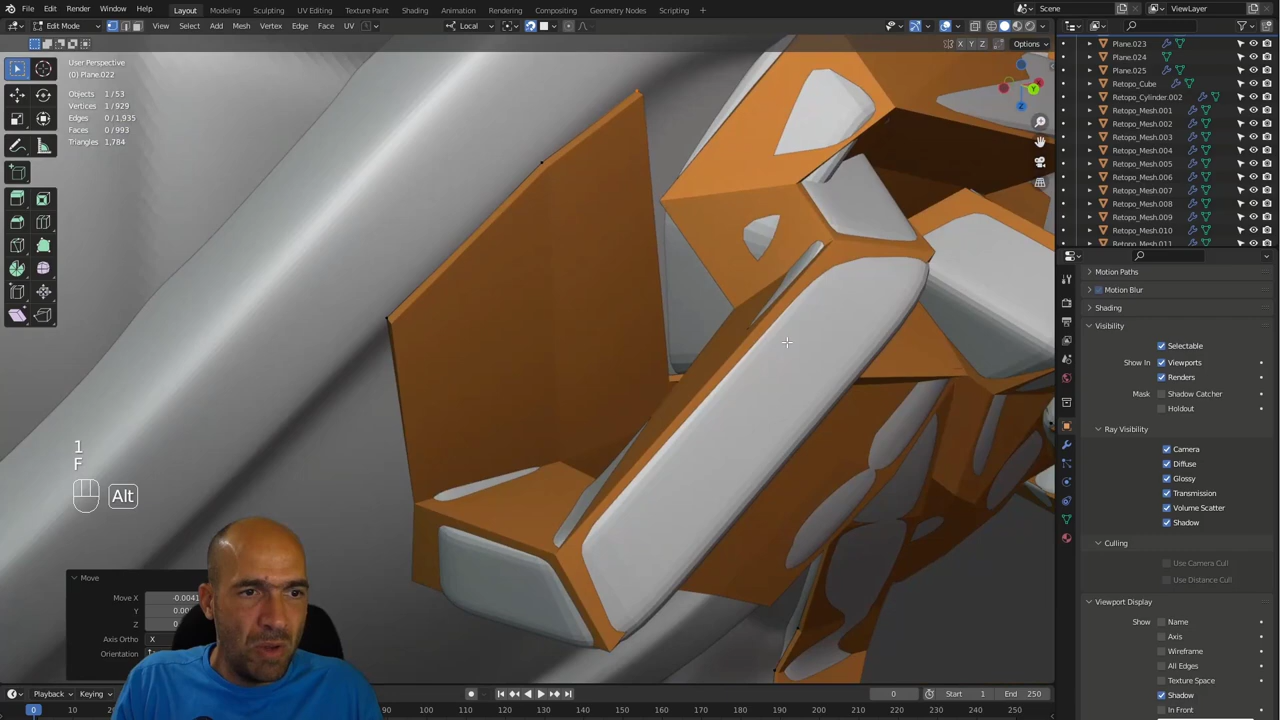 File Edit Render Window Help
Layout Modeling Sculpting UV Editing Texture Paint Shading Animation Rendering Compositing Geometry Nodes Scripting
Scene ViewLayer
Edit Mode View Select Add Mesh Vertex Edge Face UV
Local
X Y Z Options
User Perspective
(0) Plane.022
Objects 1/53
Vertices 1/929
Edges 0/1,935
Faces 0/993
Triangles 1,784
Y
1
F
Alt
Move
Move X -0.0041
Y 0.00
Z
Axis Ortho X
Orientation
Plane.023
Plane.024
Plane.025
Retopo_Cube
Retopo_Cylinder.002
Retopo_Mesh.001
Retopo_Mesh.002
Retopo_Mesh.003
Retopo_Mesh.004
Retopo_Mesh.005
Retopo_Mesh.006
Retopo_Mesh.007
Retopo_Mesh.008
Retopo_Mesh.009
Retopo_Mesh.010
Retopo_Mesh.011
Motion Paths
Motion Blur
Shading
Visibility
Selectable
Show In Viewports
Renders
Mask Shadow Catcher
Holdout
Ray Visibility
Camera
Diffuse
Glossy
Transmission
Volume Scatter
Shadow
Culling
Use Camera Cull
Use Distance Cull
Viewport Display
Show Name
Axis
Wireframe
All Edges
Texture Space
Shadow
In Front
Playback Keying
0 Start 1 End 250
0 10 110 120 130 140 150 160 170 180 190 200 210 220 230 240 250